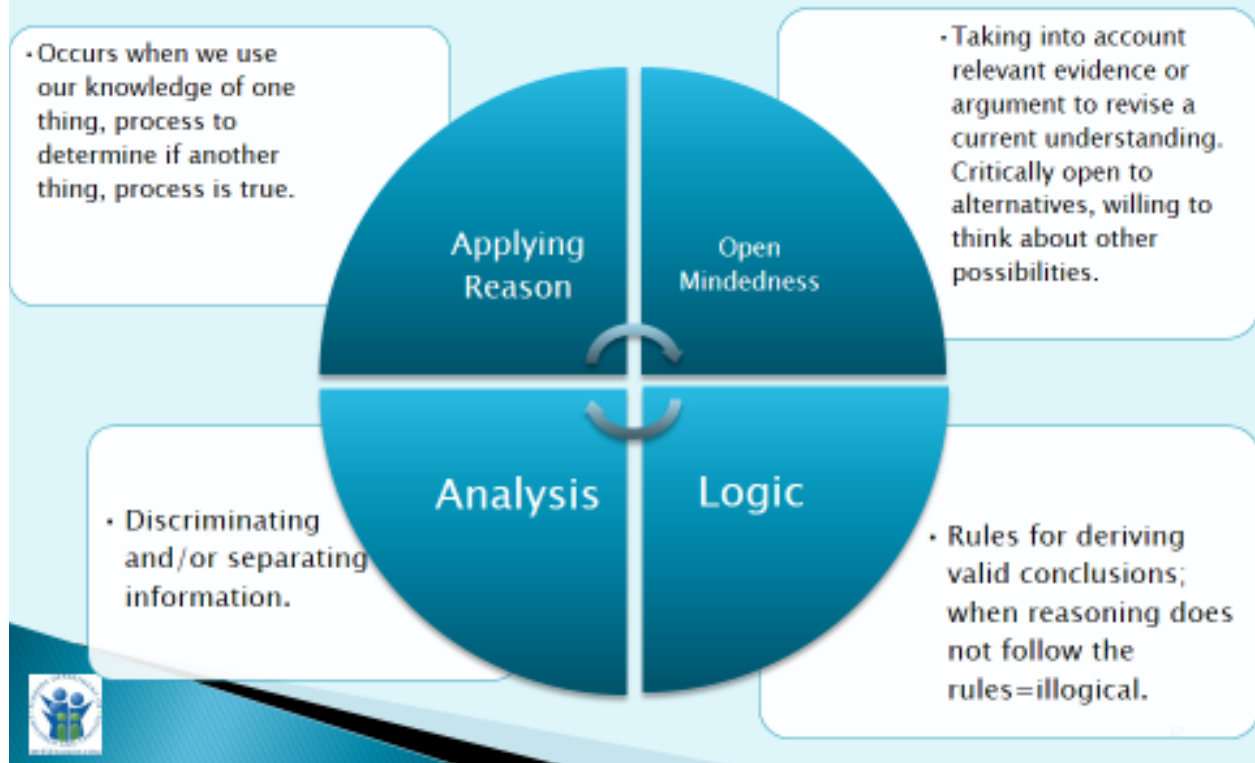 • Occurs when we use
our knowledge of one
thing, process to
determine if another
thing, process is true.
Applying
Reason
Open
Mindedness
• Taking into account
relevant evidence or
argument to revise a
current understanding.
Critically open to
alternatives, willing to
think about other
possibilities.
Analysis
• Discriminating
and/or separating
information.
Logic
• Rules for deriving
valid conclusions;
when reasoning does
not follow the
rules=illogical.